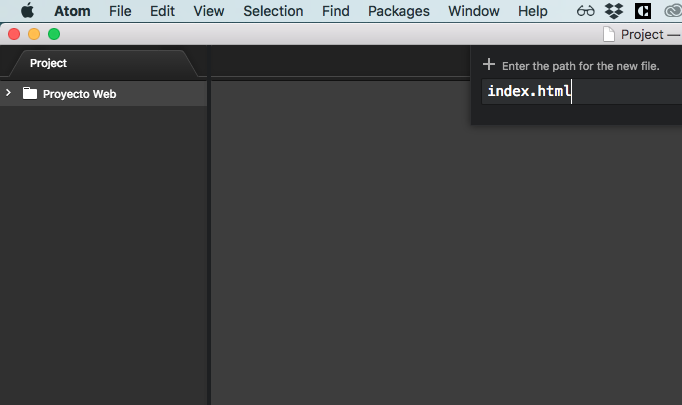 Atom File Edit View Selection Find Packages Window Help
Project —
Project
Enter the path for the new file.
index.html
Proyecto Web